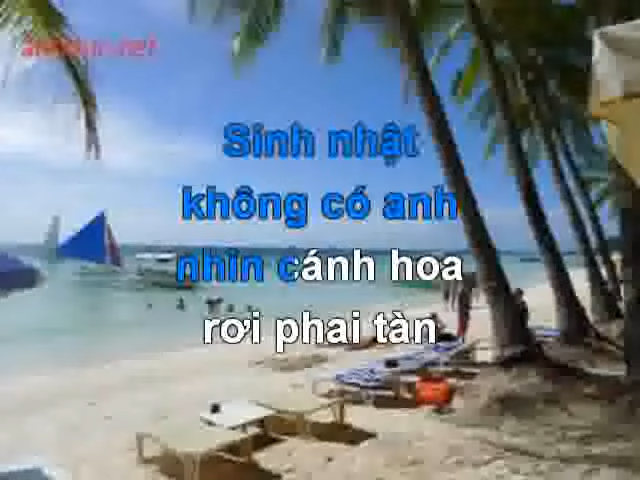 Sinh nhật
không có anh
nhìn cánh hoa
rơi phai tàn